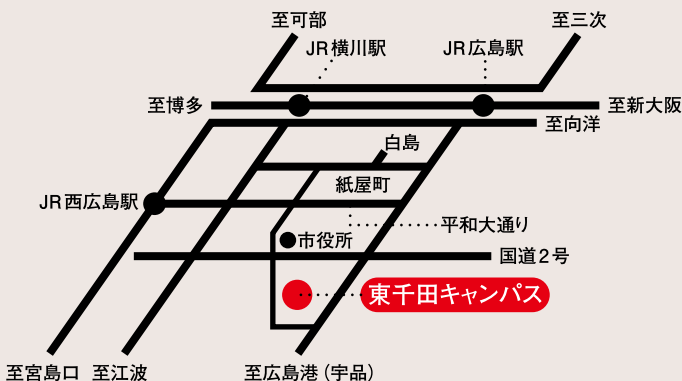 至可部
至三次
JR横川駅
JR広島駅
至博多
至新大阪
至向洋
白島
紙屋町
JR西広島駅
平和大通り
市役所
国道2号
東千田キャンパス
至宮島口
至江波
至広島港（宇品）